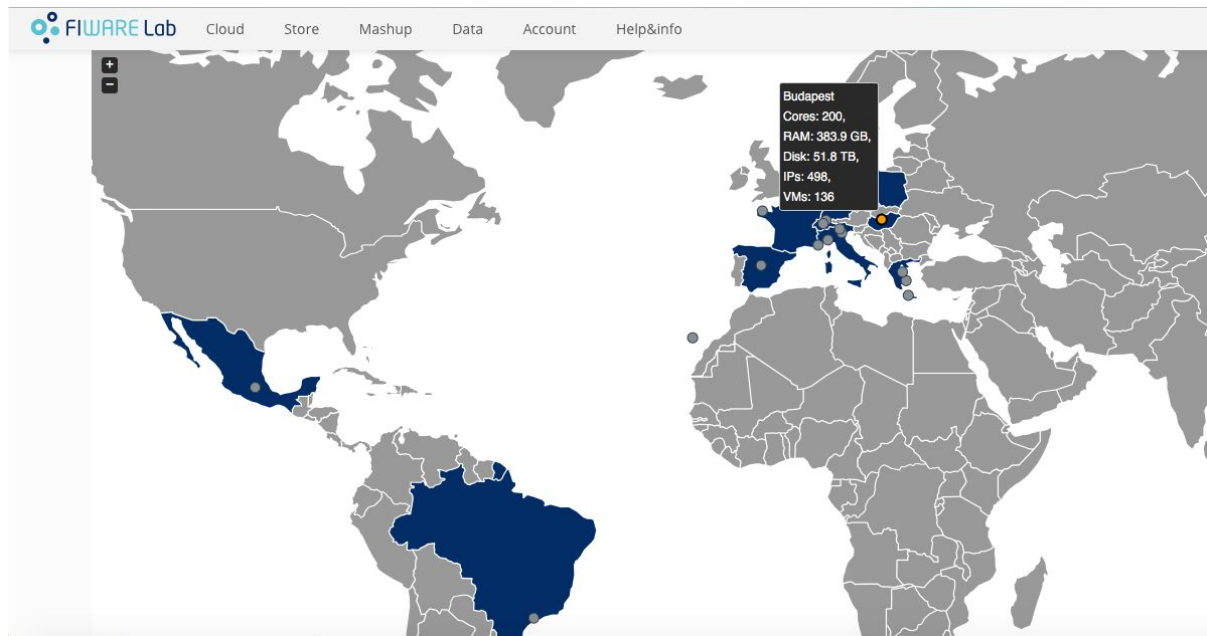 FIWARE Lab Cloud Store Mashup Data Account Help&info
+
−
Budapest
Cores: 200,
RAM: 383.9 GB,
Disk: 51.8 TB,
IPs: 498,
VMs: 136